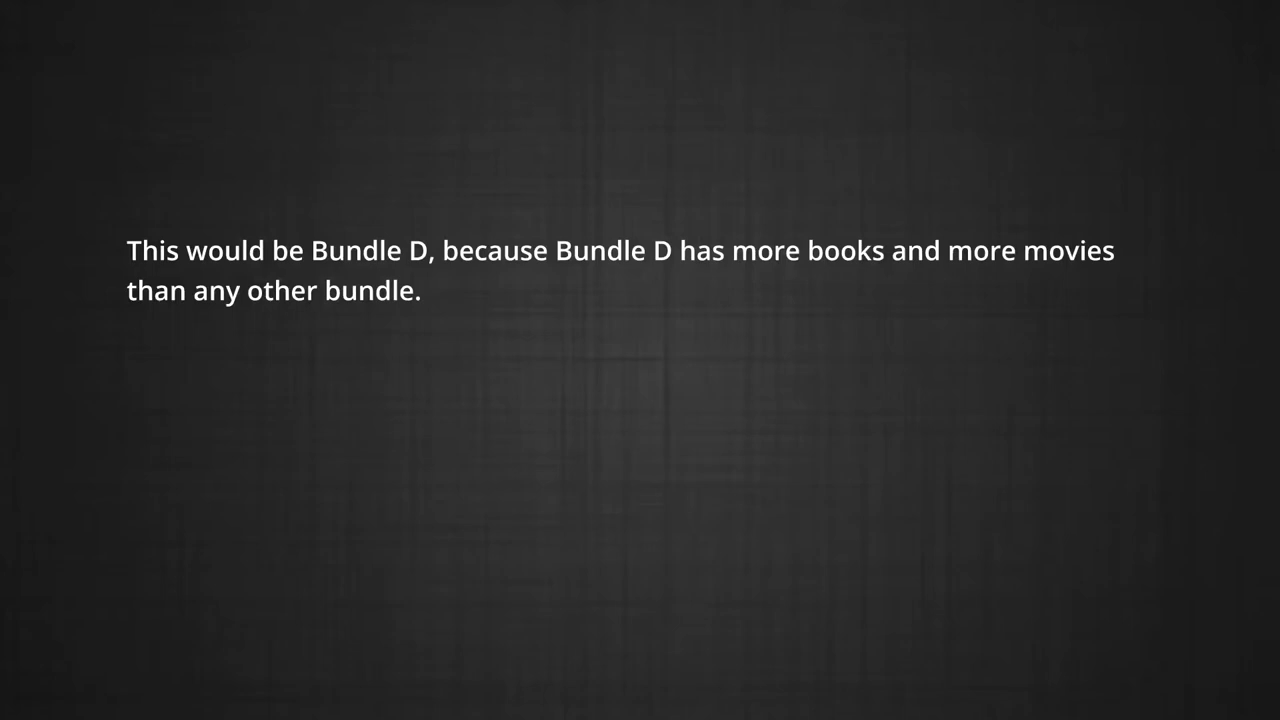 This would be Bundle D, because Bundle D has more books and more movies
than any other bundle.